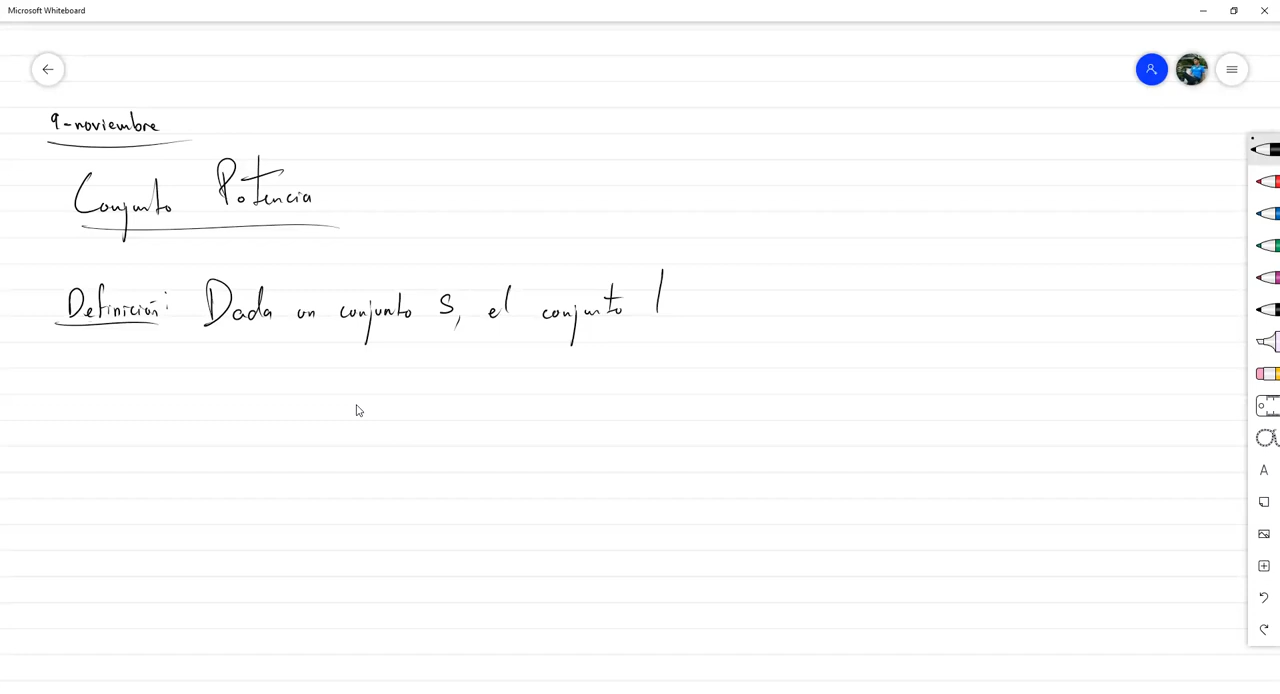 Microsoft Whiteboard
9-noviembre
Conjunto Potencia
Definición: Dada un conjunto S, el conjunto
A